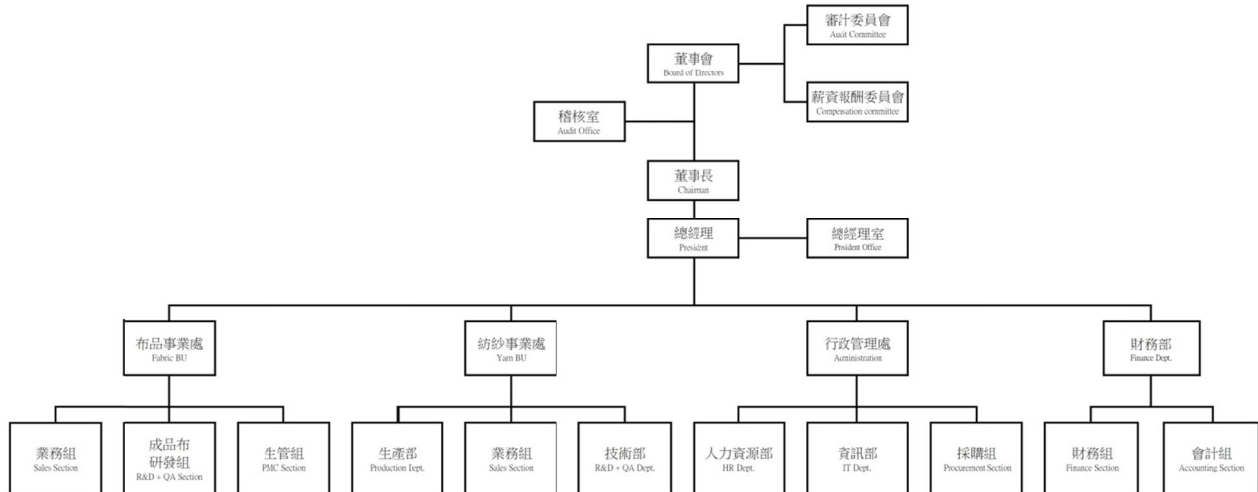 審計委員會
Audit Committee
董事會
Board of Directors
薪資報酬委員會
Compensation committee
稽核室
Audit Office
董事長
Chairman
總經理
President
總經理室
President Office
布品事業處
Fabric BU
紡紗事業處
Yarn BU
行政管理處
Administration
財務部
Finance Dept.
業務組
Sales Section
成品布
研發組
R&D + QA Section
生管組
PMC Section
生產部
Production Dept.
業務組
Sales Section
技術部
R&D + QA Dept.
人力資源部
HR Dept.
資訊部
IT Dept.
採購組
Procurement Section
財務組
Finance Section
會計組
Accounting Section